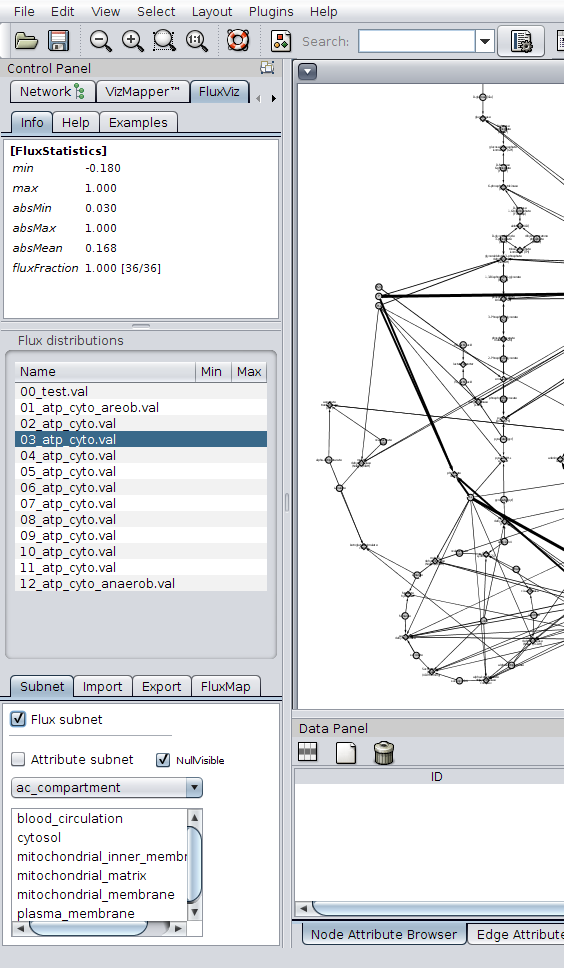 File Edit View Select Layout Plugins Help
Search:
Control Panel
Network VizMapper™ FluxViz
Info Help Examples
[FluxStatistics]
min -0.180
max 1.000
absMin 0.030
absMax 1.000
absMean 0.168
fluxFraction 1.000 [36/36]
Flux distributions
Name Min Max
00_test.val
01_atp_cyto_areob.val
02_atp_cyto.val
03_atp_cyto.val
04_atp_cyto.val
05_atp_cyto.val
06_atp_cyto.val
07_atp_cyto.val
08_atp_cyto.val
09_atp_cyto.val
10_atp_cyto.val
11_atp_cyto.val
12_atp_cyto_anaerob.val
Subnet Import Export FluxMap
Flux subnet
Attribute subnet NullVisible
ac_compartment
blood_circulation
cytosol
mitochondrial_inner_membr
mitochondrial_matrix
mitochondrial_membrane
plasma_membrane
Data Panel
ID
Node Attribute Browser Edge Attribute